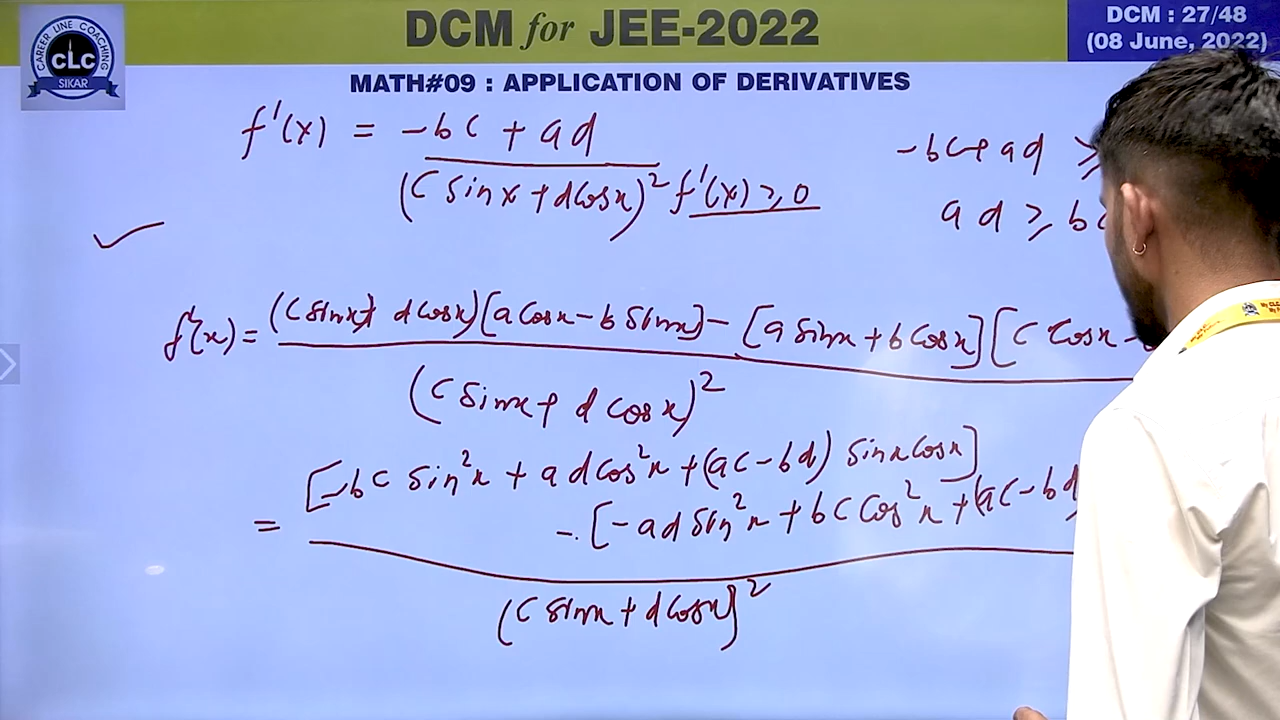 CAREER LINE COACHING
CLC
SIKAR
DCM for JEE-2022
DCM : 27/48
(08 June, 2022)
MATH#09 : APPLICATION OF DERIVATIVES
f'(x) = -bc + ad
(c sinx + dcosx)² f'(x) ≥ 0
-bc+ad ≥
ad ≥ bc
f'(x) = (c sinx + d cosx)[a cosx - b sinx] - [a sinx + b cosx][c cosx -
(c sinx + d cosx)²
= [-bc sin²x + ad cos²x + (ac-bd) sinx cosx]
- [-ad sin²x + bc cos²x + (ac-bd)
(c sinx + d cosx)²